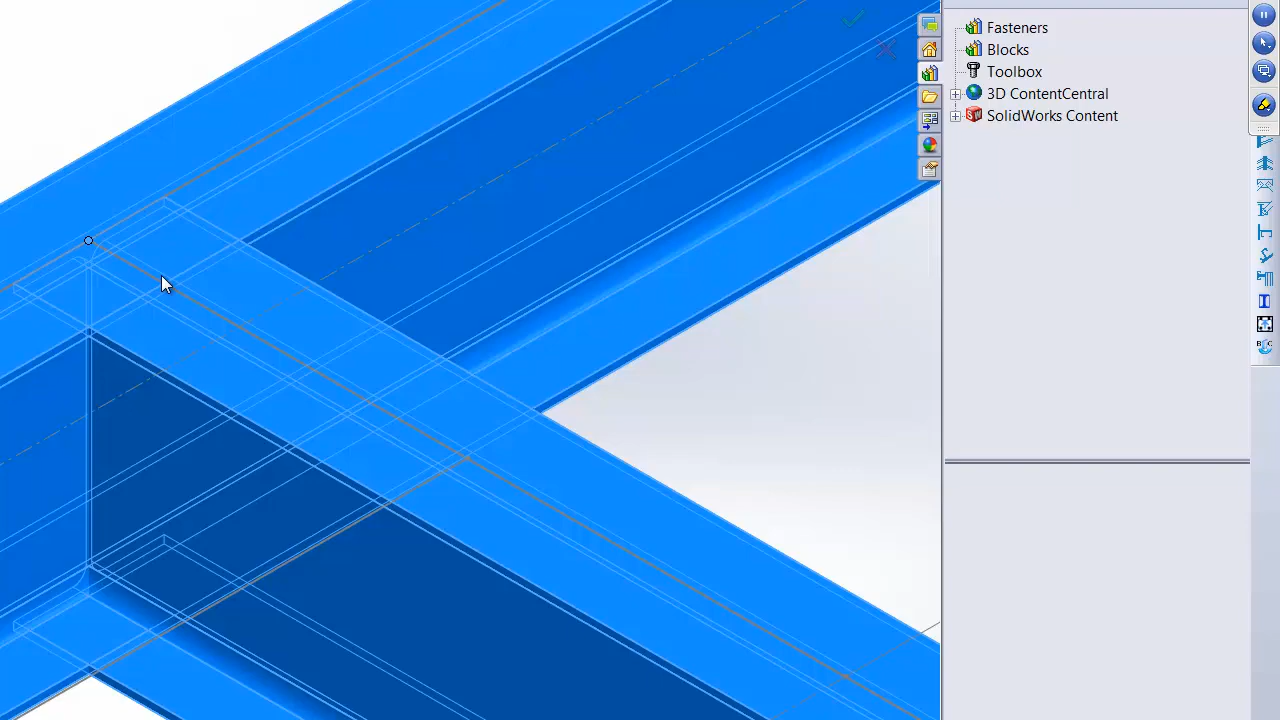 Fasteners
Blocks
Toolbox
3D ContentCentral
SolidWorks Content